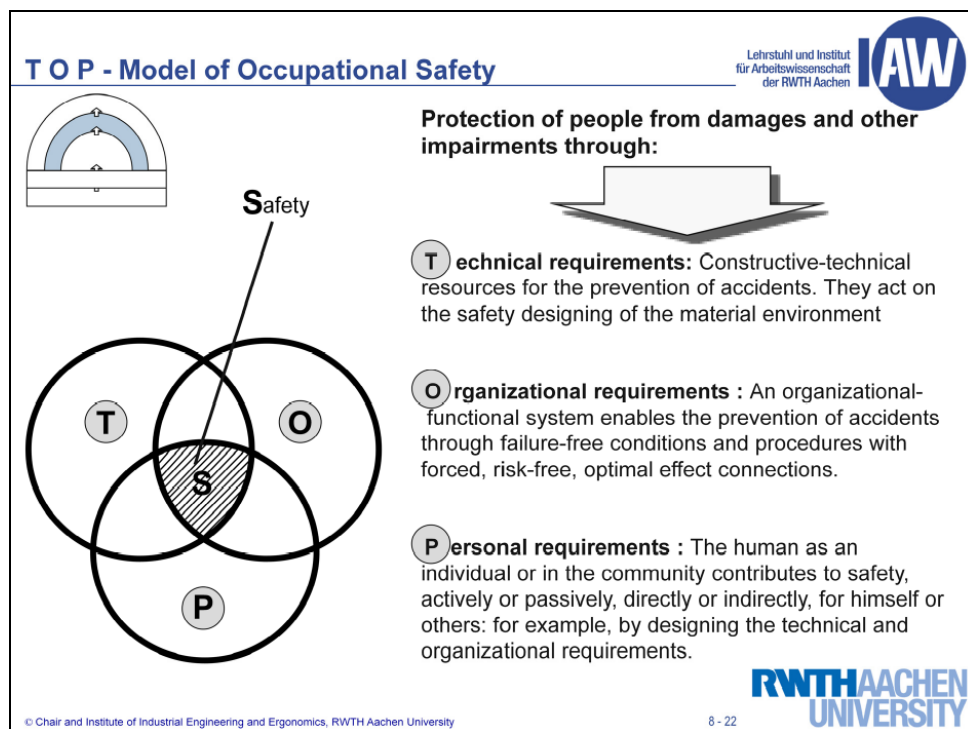 T O P - Model of Occupational Safety
Lehrstuhl und Institut
für Arbeitswissenschaft
der RWTH Aachen
IAW
Protection of people from damages and other
impairments through:
Safety
T echnical requirements: Constructive-technical
resources for the prevention of accidents. They act on
the safety designing of the material environment
O rganizational requirements : An organizational-
functional system enables the prevention of accidents
through failure-free conditions and procedures with
forced, risk-free, optimal effect connections.
T
O
S
P
P ersonal requirements : The human as an
individual or in the community contributes to safety,
actively or passively, directly or indirectly, for himself or
others: for example, by designing the technical and
organizational requirements.
© Chair and Institute of Industrial Engineering and Ergonomics, RWTH Aachen University
8 - 22
RWTHAACHEN
UNIVERSITY